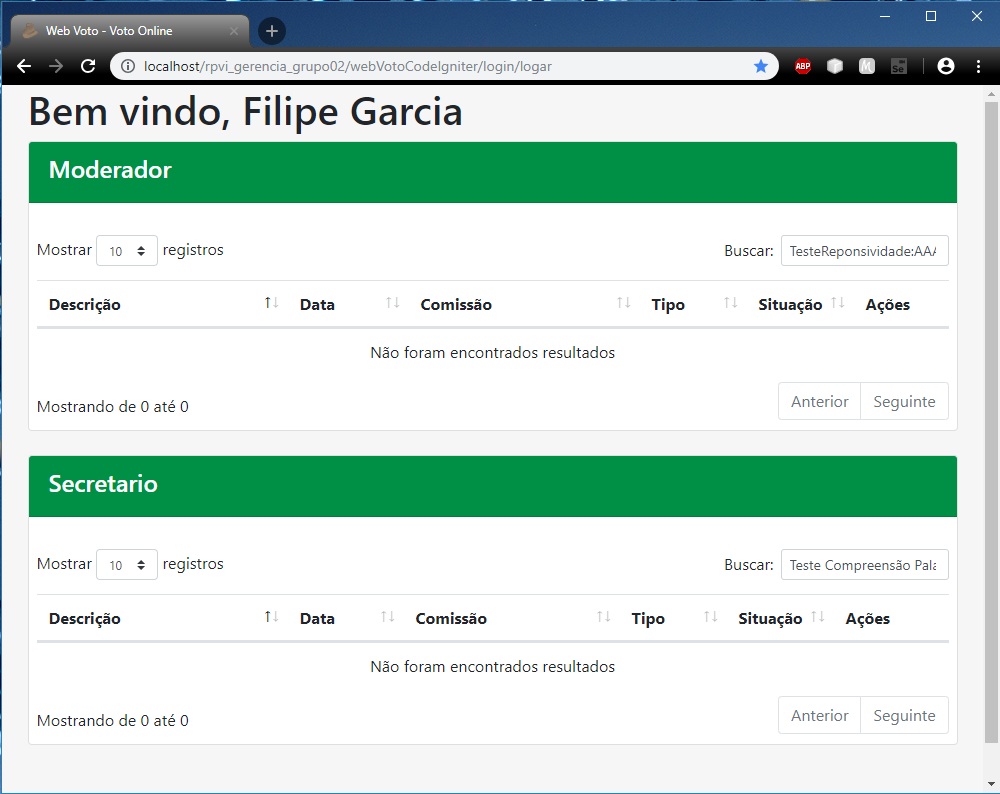 Web Voto - Voto Online
localhost/rpvi_gerencia_grupo02/webVotoCodeIgniter/login/logar
ABP
M
Se
Bem vindo, Filipe Garcia
Moderador
Mostrar 10 registros
Buscar: TesteReponsividade:AAA
Descrição Data Comissão Tipo Situação Ações
Não foram encontrados resultados
Mostrando de 0 até 0
Anterior Seguinte
Secretario
Mostrar 10 registros
Buscar: Teste Compreensão Pala
Descrição Data Comissão Tipo Situação Ações
Não foram encontrados resultados
Mostrando de 0 até 0
Anterior Seguinte